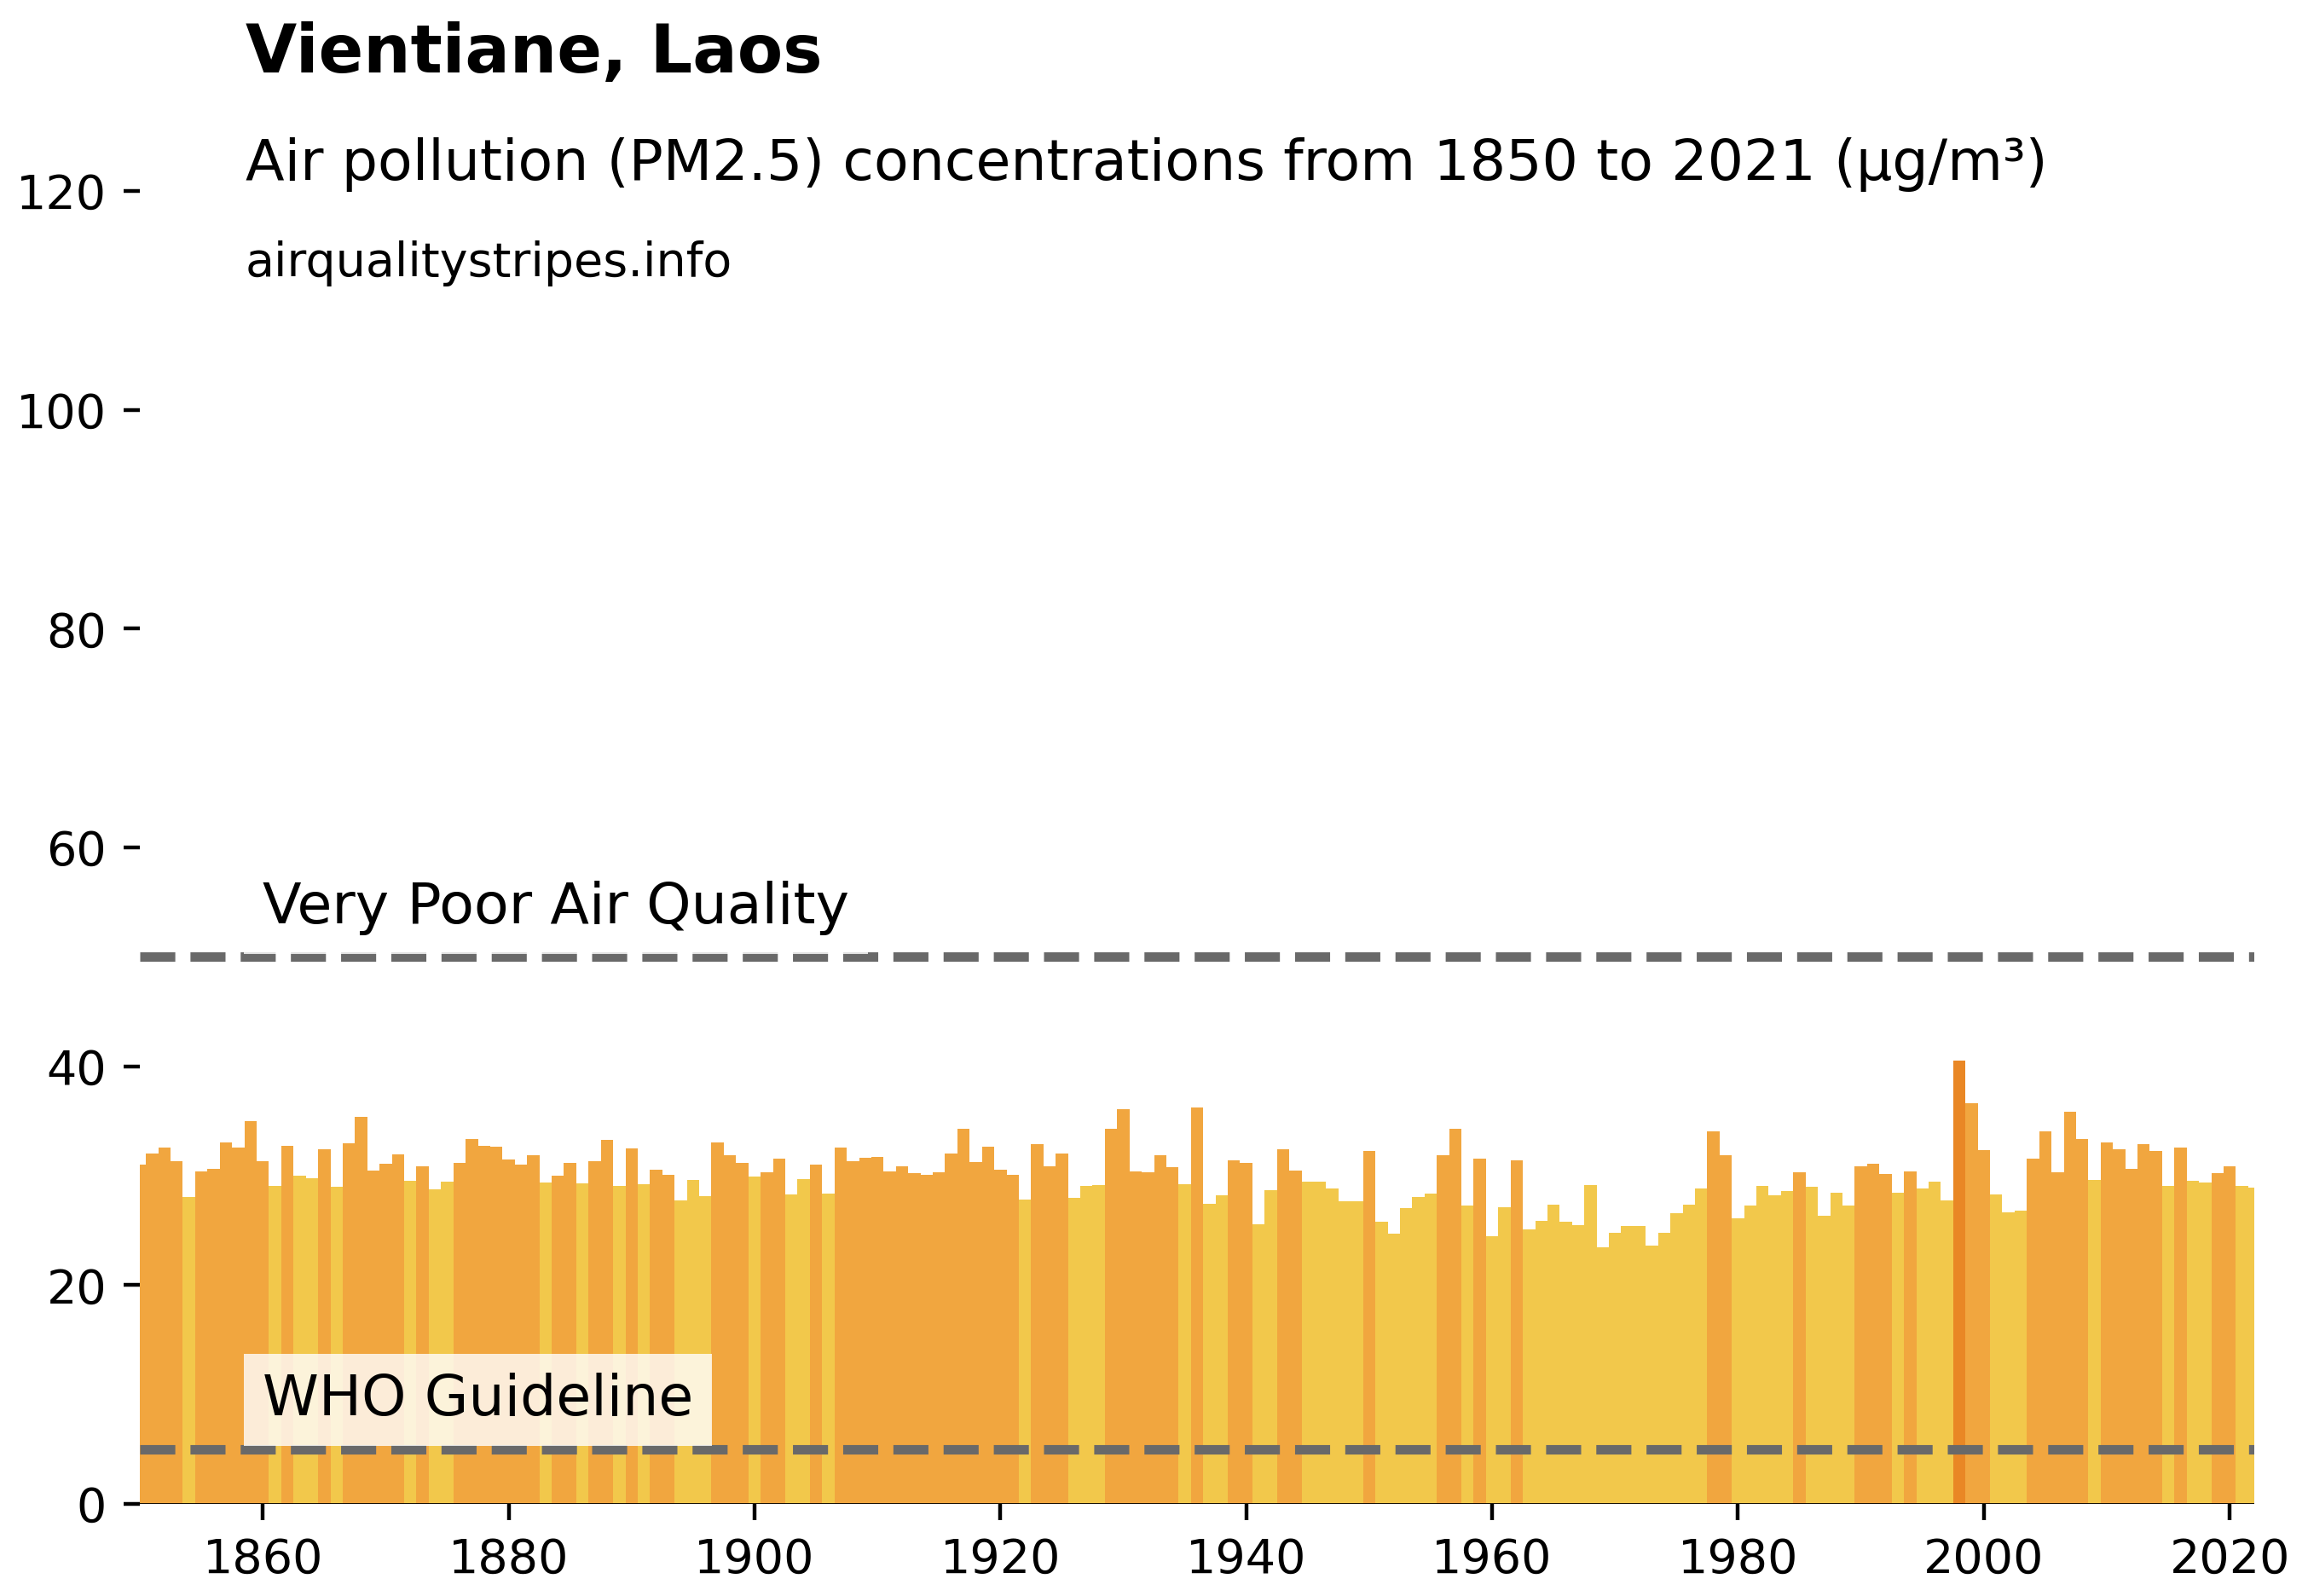 Vientiane, Laos
Air pollution (PM2.5) concentrations from 1850 to 2021 (µg/m³)
airqualitystripes.info
120
100
80
60
Very Poor Air Quality
40
20
WHO Guideline
0
1860 1880 1900 1920 1940 1960 1980 2000 2020